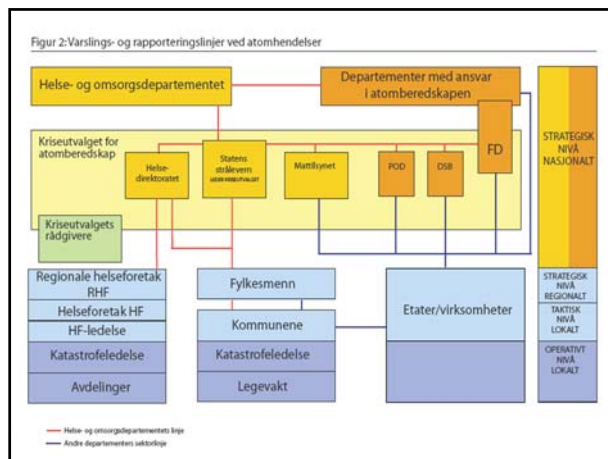 Figur 2: Varslings- og rapporteringslinjer ved atomhendelser
Helse- og omsorgsdepartementet
Departementer med ansvar
i atomberedskapen
Kriseutvalget for
atomberedskap
Helse-
direktoratet
Statens
strålevern
LEDER KRISEUTVALGET
Mattilsynet
POD
DSB
FD
STRATEGISK
NIVÅ
NASJONALT
Kriseutvalgets
rådgivere
Regionale helseforetak
RHF
Helseforetak HF
HF-ledelse
Katastrofeledelse
Avdelinger
Fylkesmenn
Kommunene
Katastrofeledelse
Legevakt
Etater/virksomheter
STRATEGISK
NIVÅ
REGIONALT
TAKTISK
NIVÅ
LOKALT
OPERATIVT
NIVÅ
LOKALT
Helse- og omsorgsdepartementets linje
Andre departementers sektorlinje